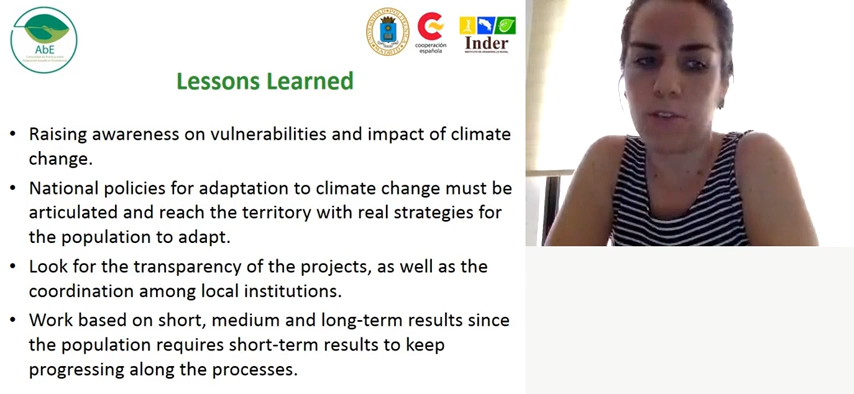 AbE
cooperación
española
Inder
Lessons Learned
• Raising awareness on vulnerabilities and impact of climate
change.
• National policies for adaptation to climate change must be
articulated and reach the territory with real strategies for
the population to adapt.
• Look for the transparency of the projects, as well as the
coordination among local institutions.
• Work based on short, medium and long-term results since
the population requires short-term results to keep
progressing along the processes.